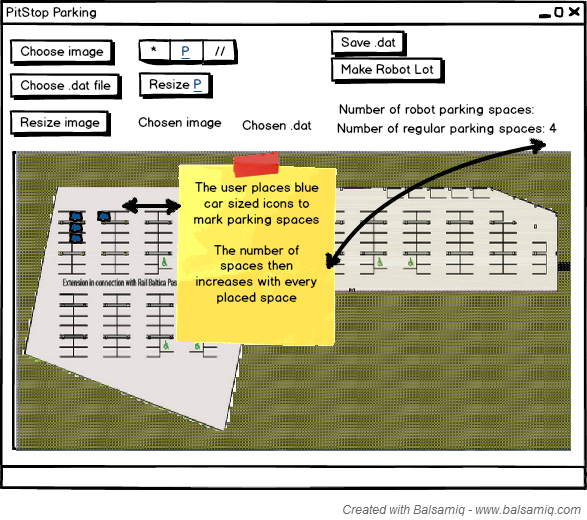 PitStop Parking
Choose image
* P //
Save .dat
Make Robot Lot
Choose .dat file
Resize P
Resize image
Chosen image
Chosen .dat
Number of robot parking spaces:
Number of regular parking spaces: 4
The user places blue
car sized icons to
mark parking spaces
The number of
spaces then
increases with every
placed space
Extension in connection with Rail Baltica Pas
Created with Balsamiq - www.balsamiq.com